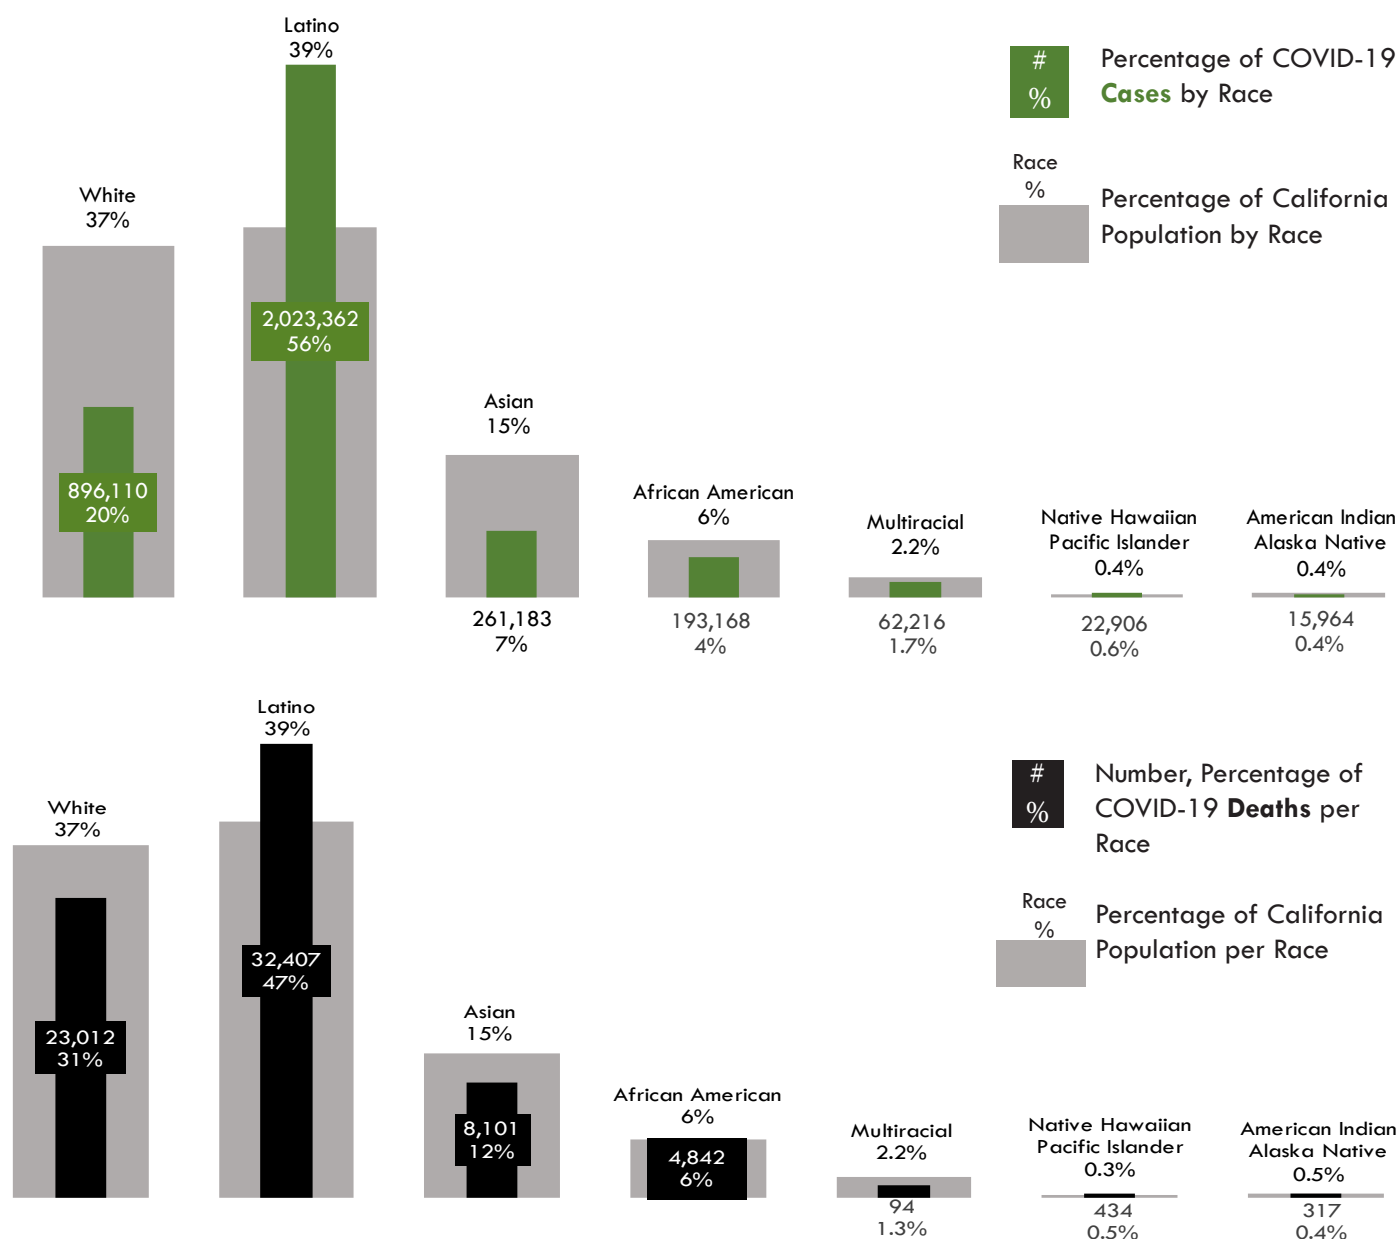 Latino
39%
#
%
Percentage of COVID-19
Cases by Race
Race
%
Percentage of California
Population by Race
White
37%
2,023,362
56%
896,110
20%
Asian
15%
African American
6%
Multiracial
2.2%
Native Hawaiian
Pacific Islander
0.4%
American Indian
Alaska Native
0.4%
261,183
7%
193,168
4%
62,216
1.7%
22,906
0.6%
15,964
0.4%
Latino
39%
#
%
Number, Percentage of
COVID-19 Deaths per
Race
Race
%
Percentage of California
Population per Race
White
37%
32,407
47%
23,012
31%
Asian
15%
8,101
12%
African American
6%
4,842
6%
Multiracial
2.2%
94
1.3%
Native Hawaiian
Pacific Islander
0.3%
434
0.5%
American Indian
Alaska Native
0.5%
317
0.4%